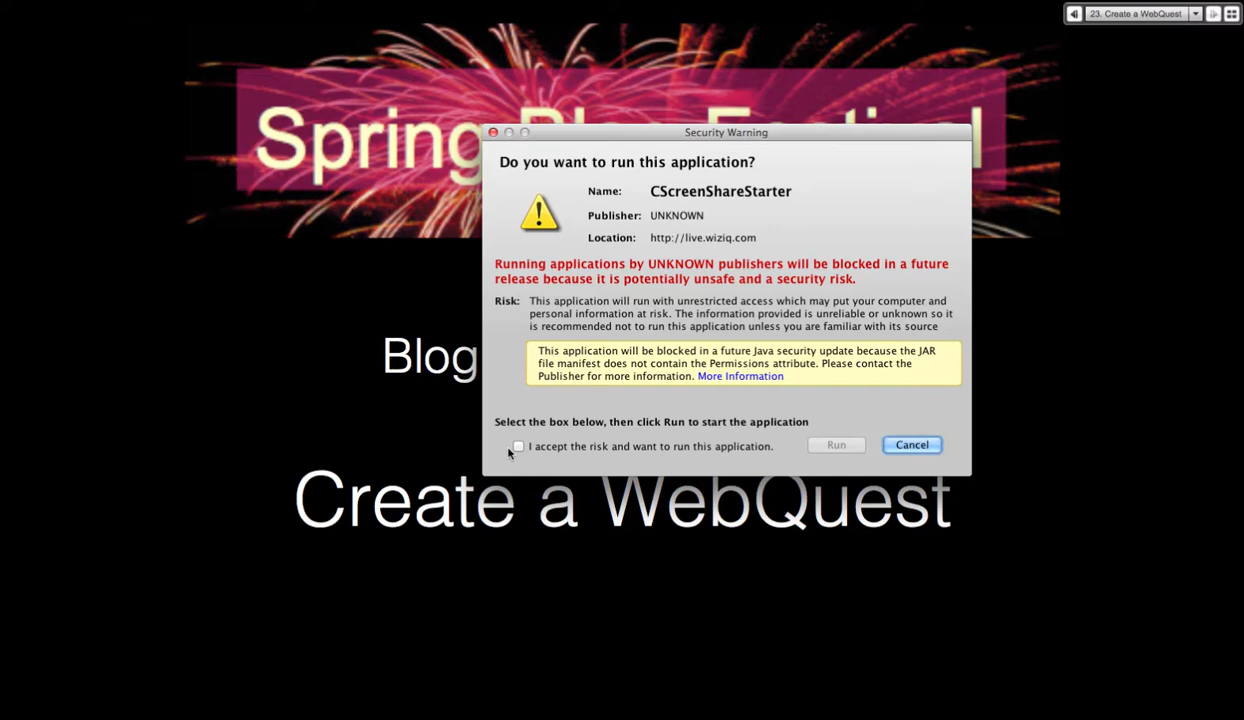 23. Create a WebQuest
Spring Blog Festival
Security Warning
Do you want to run this application?
Name: CScreenShareStarter
Publisher: UNKNOWN
Location: http://live.wiziq.com
Running applications by UNKNOWN publishers will be blocked in a future
release because it is potentially unsafe and a security risk.
Risk: This application will run with unrestricted access which may put your computer and
personal information at risk. The information provided is unreliable or unknown so it
is recommended not to run this application unless you are familiar with its source
This application will be blocked in a future Java security update because the JAR
file manifest does not contain the Permissions attribute. Please contact the
Publisher for more information. More Information
Select the box below, then click Run to start the application
I accept the risk and want to run this application. Run Cancel
Blog
Create a WebQuest